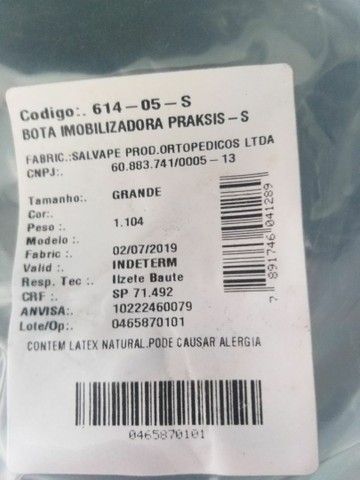 Codigo:. 614-05-S
BOTA IMOBILIZADORA PRAKSIS-S
FABRIC.:SALVAPE PROD.ORTOPEDICOS LTDA
CNPJ:. 60.883.741/0005-13
Tamanho:. GRANDE
Cor:.
Peso :. 1.104
Modelo :.
Fabric :. 02/07/2019
Valid :. INDETERM
Resp. Tec :. Ilzete Baute
CRF :. SP 71.492
ANVISA:. 10222460079
Lote/Op:. 0465870101
CONTEM LATEX NATURAL.PODE CAUSAR ALERGIA
7 891746 041289
0465870101